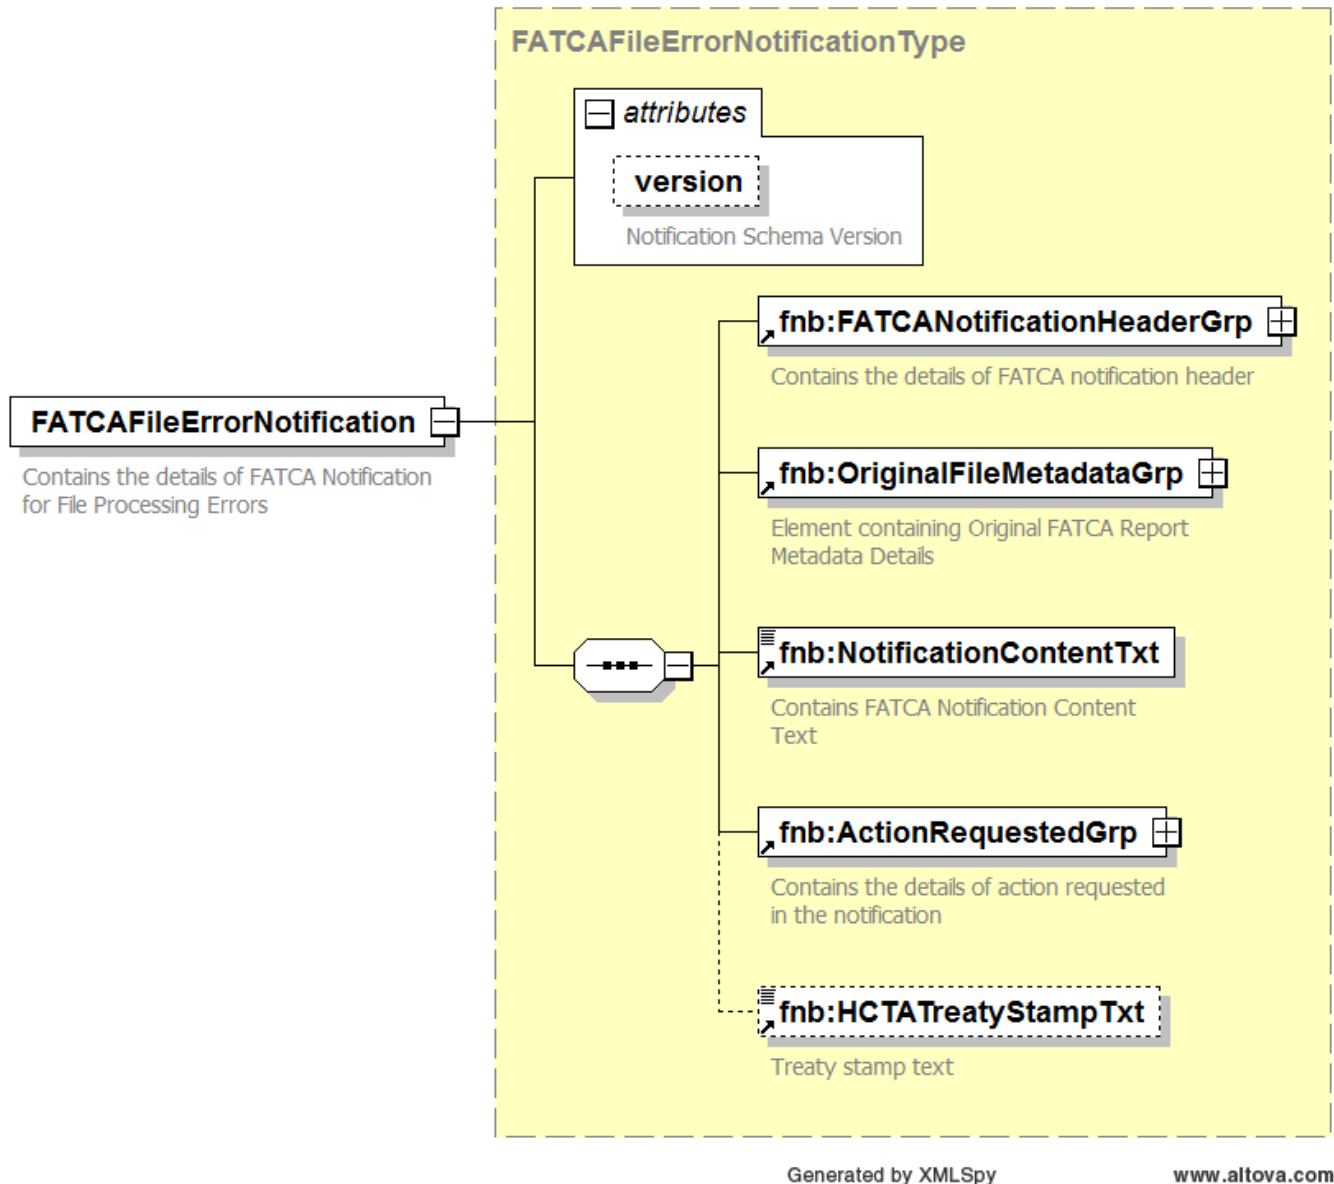 FATCAFileErrorNotificationType
attributes
version
Notification Schema Version
fnb:FATCANotificationHeaderGrp
Contains the details of FATCA notification header
FATCAFileErrorNotification
Contains the details of FATCA Notification
for File Processing Errors
fnb:OriginalFileMetadataGrp
Element containing Original FATCA Report
Metadata Details
fnb:NotificationContentTxt
Contains FATCA Notification Content
Text
fnb:ActionRequestedGrp
Contains the details of action requested
in the notification
fnb:HCTATreatyStampTxt
Treaty stamp text
Generated by XMLSpy
www.altova.com